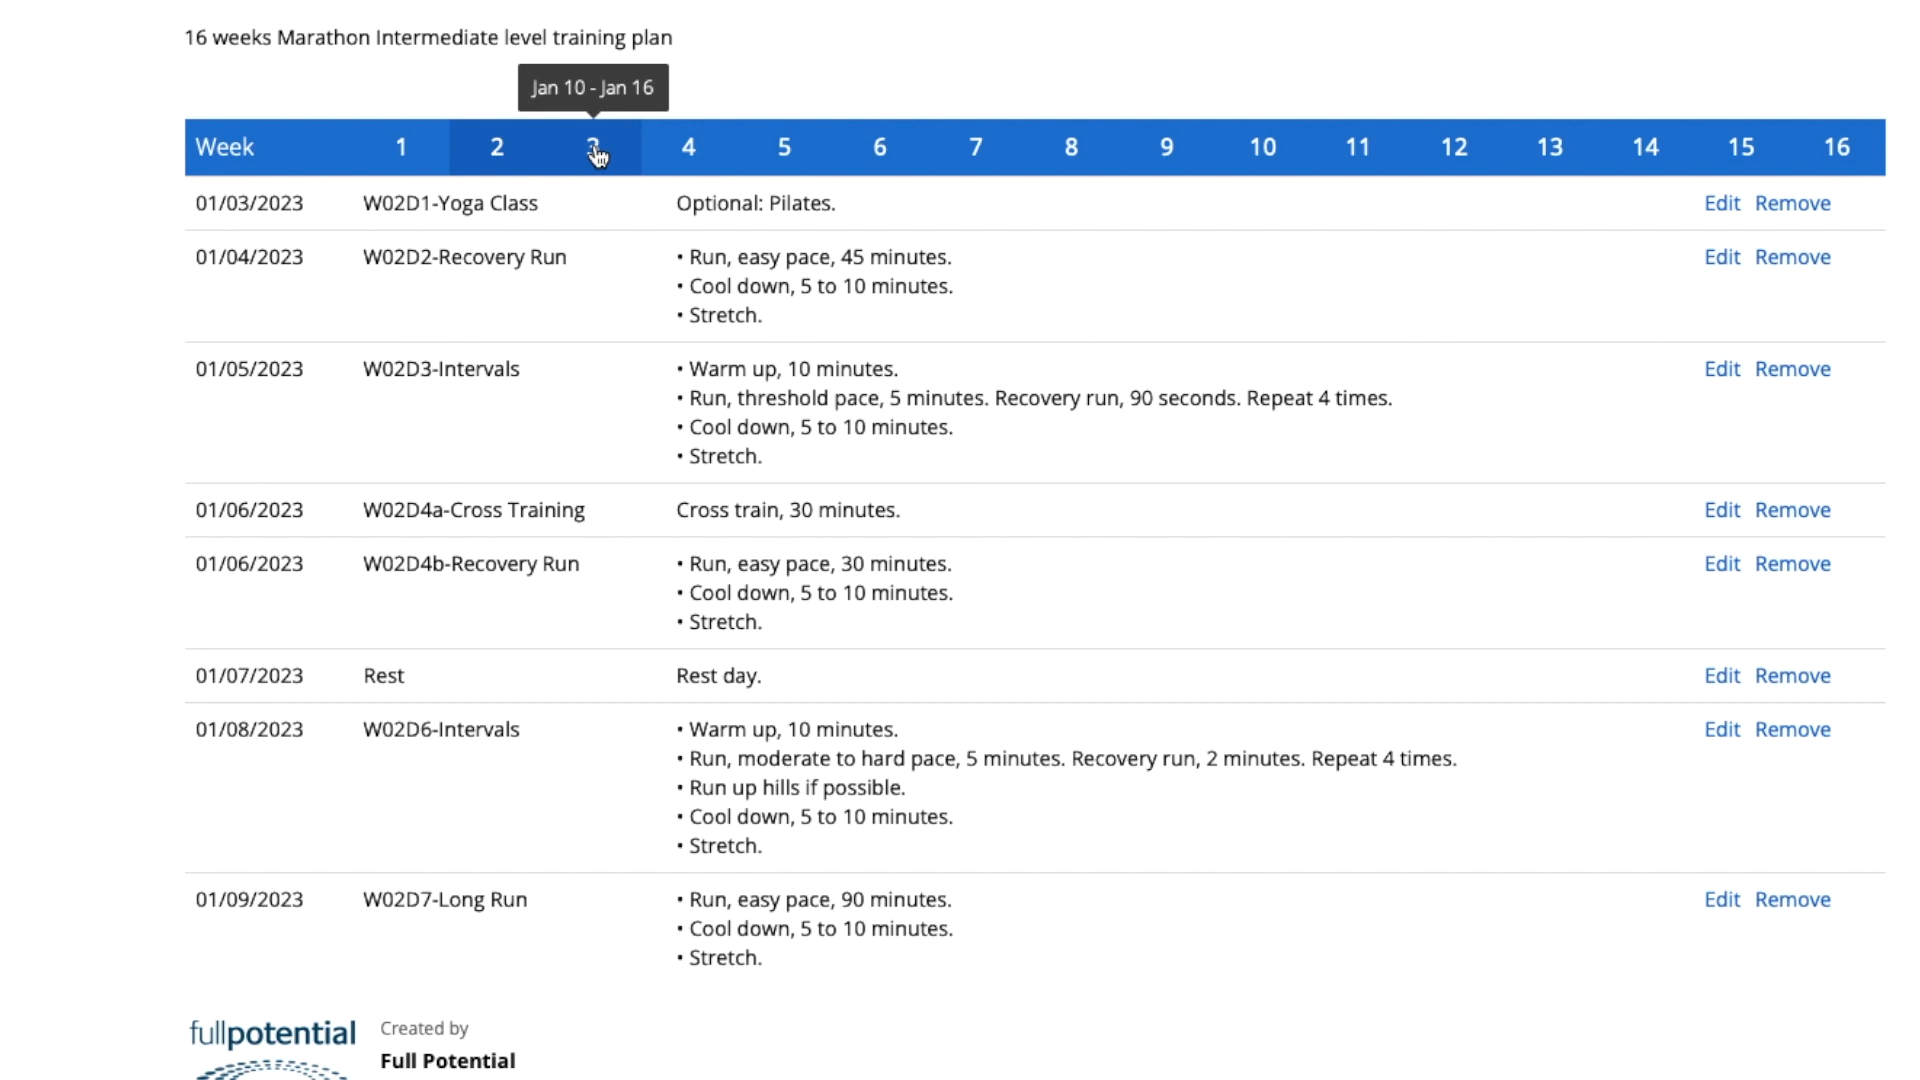 16 weeks Marathon Intermediate level training plan
Jan 10 - Jan 16
Week 1 2 3 4 5 6 7 8 9 10 11 12 13 14 15 16
01/03/2023 W02D1-Yoga Class Optional: Pilates. Edit Remove
01/04/2023 W02D2-Recovery Run • Run, easy pace, 45 minutes. Edit Remove
• Cool down, 5 to 10 minutes.
• Stretch.
01/05/2023 W02D3-Intervals • Warm up, 10 minutes. Edit Remove
• Run, threshold pace, 5 minutes. Recovery run, 90 seconds. Repeat 4 times.
• Cool down, 5 to 10 minutes.
• Stretch.
01/06/2023 W02D4a-Cross Training Cross train, 30 minutes. Edit Remove
01/06/2023 W02D4b-Recovery Run • Run, easy pace, 30 minutes. Edit Remove
• Cool down, 5 to 10 minutes.
• Stretch.
01/07/2023 Rest Rest day. Edit Remove
01/08/2023 W02D6-Intervals • Warm up, 10 minutes. Edit Remove
• Run, moderate to hard pace, 5 minutes. Recovery run, 2 minutes. Repeat 4 times.
• Run up hills if possible.
• Cool down, 5 to 10 minutes.
• Stretch.
01/09/2023 W02D7-Long Run • Run, easy pace, 90 minutes. Edit Remove
• Cool down, 5 to 10 minutes.
• Stretch.
fullpotential Created by
Full Potential